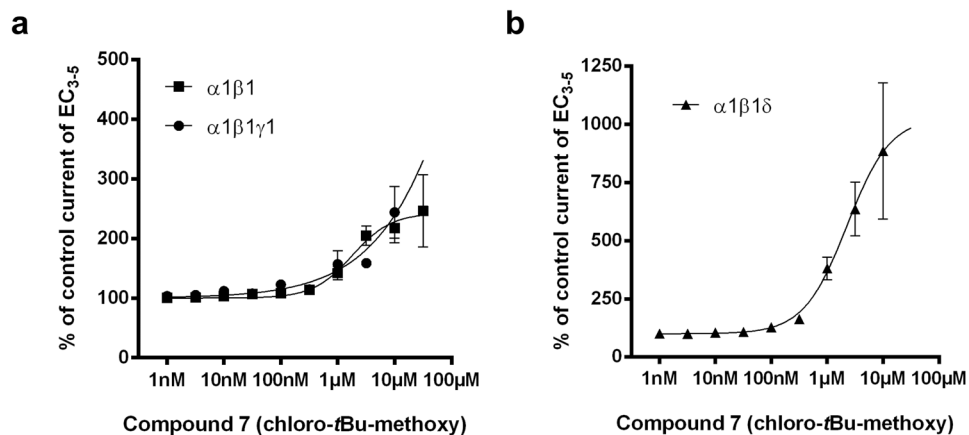 a
% of control current of EC3-5
500
400
300
200
100
0
α1β1
α1β1γ1
1nM 10nM 100nM 1µM 10µM 100µM
Compound 7 (chloro-tBu-methoxy)
b
% of control current of EC3-5
1250
1000
750
500
250
0
α1β1δ
1nM 10nM 100nM 1µM 10µM 100µM
Compound 7 (chloro-tBu-methoxy)